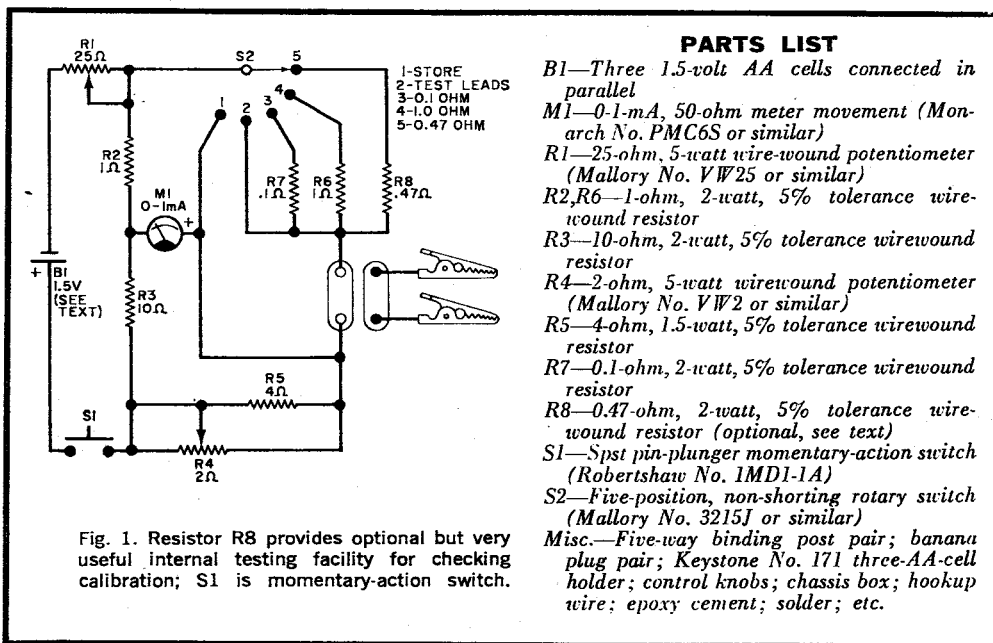 R1
25Ω
S2
5
1-STORE
2-TEST LEADS
3-0.1 OHM
4-1.0 OHM
5-0.47 OHM
4
1
2
3
R2
1Ω
R7
.1Ω
R6
1Ω
R8
.47Ω
M1
0-1mA
+
+
B1
1.5V
(SEE
TEXT)
R3
10Ω
R5
4Ω
S1
R4
2Ω
Fig. 1. Resistor R8 provides optional but very
useful internal testing facility for checking
calibration; S1 is momentary-action switch.
PARTS LIST
B1—Three 1.5-volt AA cells connected in
parallel
M1—0-1-mA, 50-ohm meter movement (Mon-
arch No. PMC6S or similar)
R1—25-ohm, 5-watt wire-wound potentiometer
(Mallory No. VW25 or similar)
R2,R6—1-ohm, 2-watt, 5% tolerance wire-
wound resistor
R3—10-ohm, 2-watt, 5% tolerance wirewound
resistor
R4—2-ohm, 5-watt wirewound potentiometer
(Mallory No. VW2 or similar)
R5—4-ohm, 1.5-watt, 5% tolerance wirewound
resistor
R7—0.1-ohm, 2-watt, 5% tolerance wirewound
resistor
R8—0.47-ohm, 2-watt, 5% tolerance wire-
wound resistor (optional, see text)
S1—Spst pin-plunger momentary-action switch
(Robertshaw No. 1MD1-1A)
S2—Five-position, non-shorting rotary switch
(Mallory No. 3215J or similar)
Misc.—Five-way binding post pair; banana
plug pair; Keystone No. 171 three-AA-cell
holder; control knobs; chassis box; hookup
wire; epoxy cement; solder; etc.